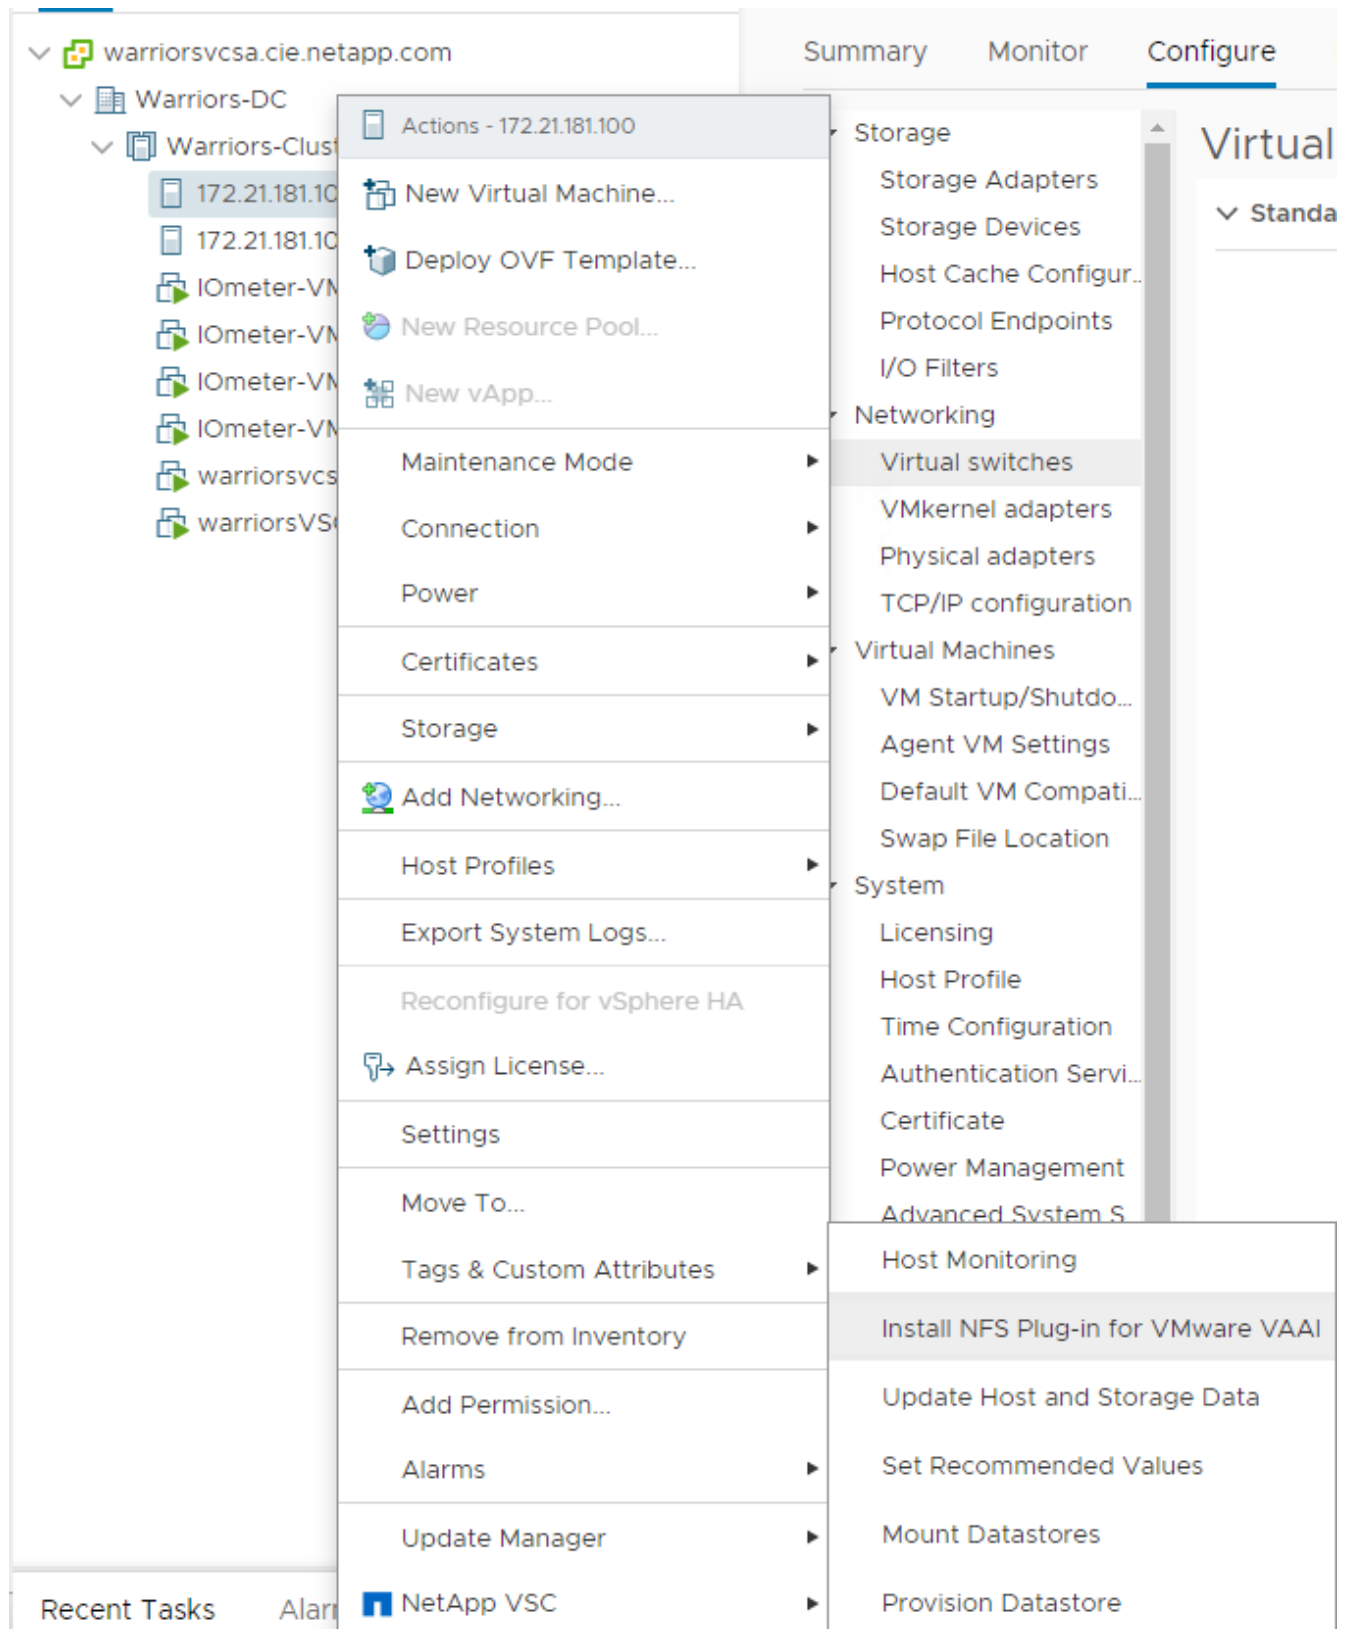 warriorsvcsa.cie.netapp.com
Warriors-DC
Warriors-Clust
172.21.181.10
172.21.181.10
IOmeter-VM
IOmeter-VM
IOmeter-VM
IOmeter-VM
warriorsvcs
warriorsVS
Recent Tasks
Alar
Actions - 172.21.181.100
New Virtual Machine...
Deploy OVF Template...
New Resource Pool...
New vApp...
Maintenance Mode
Connection
Power
Certificates
Storage
Add Networking...
Host Profiles
Export System Logs...
Reconfigure for vSphere HA
Assign License...
Settings
Move To...
Tags & Custom Attributes
Remove from Inventory
Add Permission...
Alarms
Update Manager
NetApp VSC
Summary Monitor Configure
Storage
Storage Adapters
Storage Devices
Host Cache Configur..
Protocol Endpoints
I/O Filters
Networking
Virtual switches
VMkernel adapters
Physical adapters
TCP/IP configuration
Virtual Machines
VM Startup/Shutdo...
Agent VM Settings
Default VM Compati...
Swap File Location
System
Licensing
Host Profile
Time Configuration
Authentication Servi...
Certificate
Power Management
Advanced System S
Host Monitoring
Install NFS Plug-in for VMware VAAI
Update Host and Storage Data
Set Recommended Values
Mount Datastores
Provision Datastore
Virtual
Standa